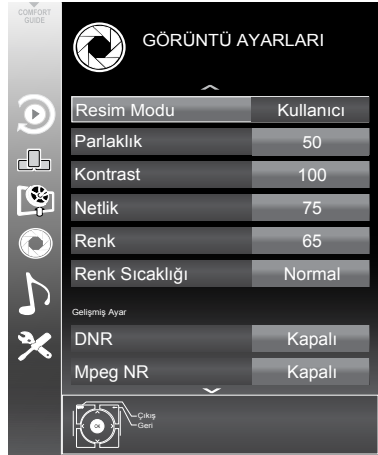 COMFORT
GUIDE
GÖRÜNTÜ AYARLARI
Resim Modu Kullanıcı
Parlaklık 50
Kontrast 100
Netlik 75
Renk 65
Renk Sıcaklığı Normal
Gelişmiş Ayar
DNR Kapalı
Mpeg NR Kapalı
OK
Çıkış
Geri